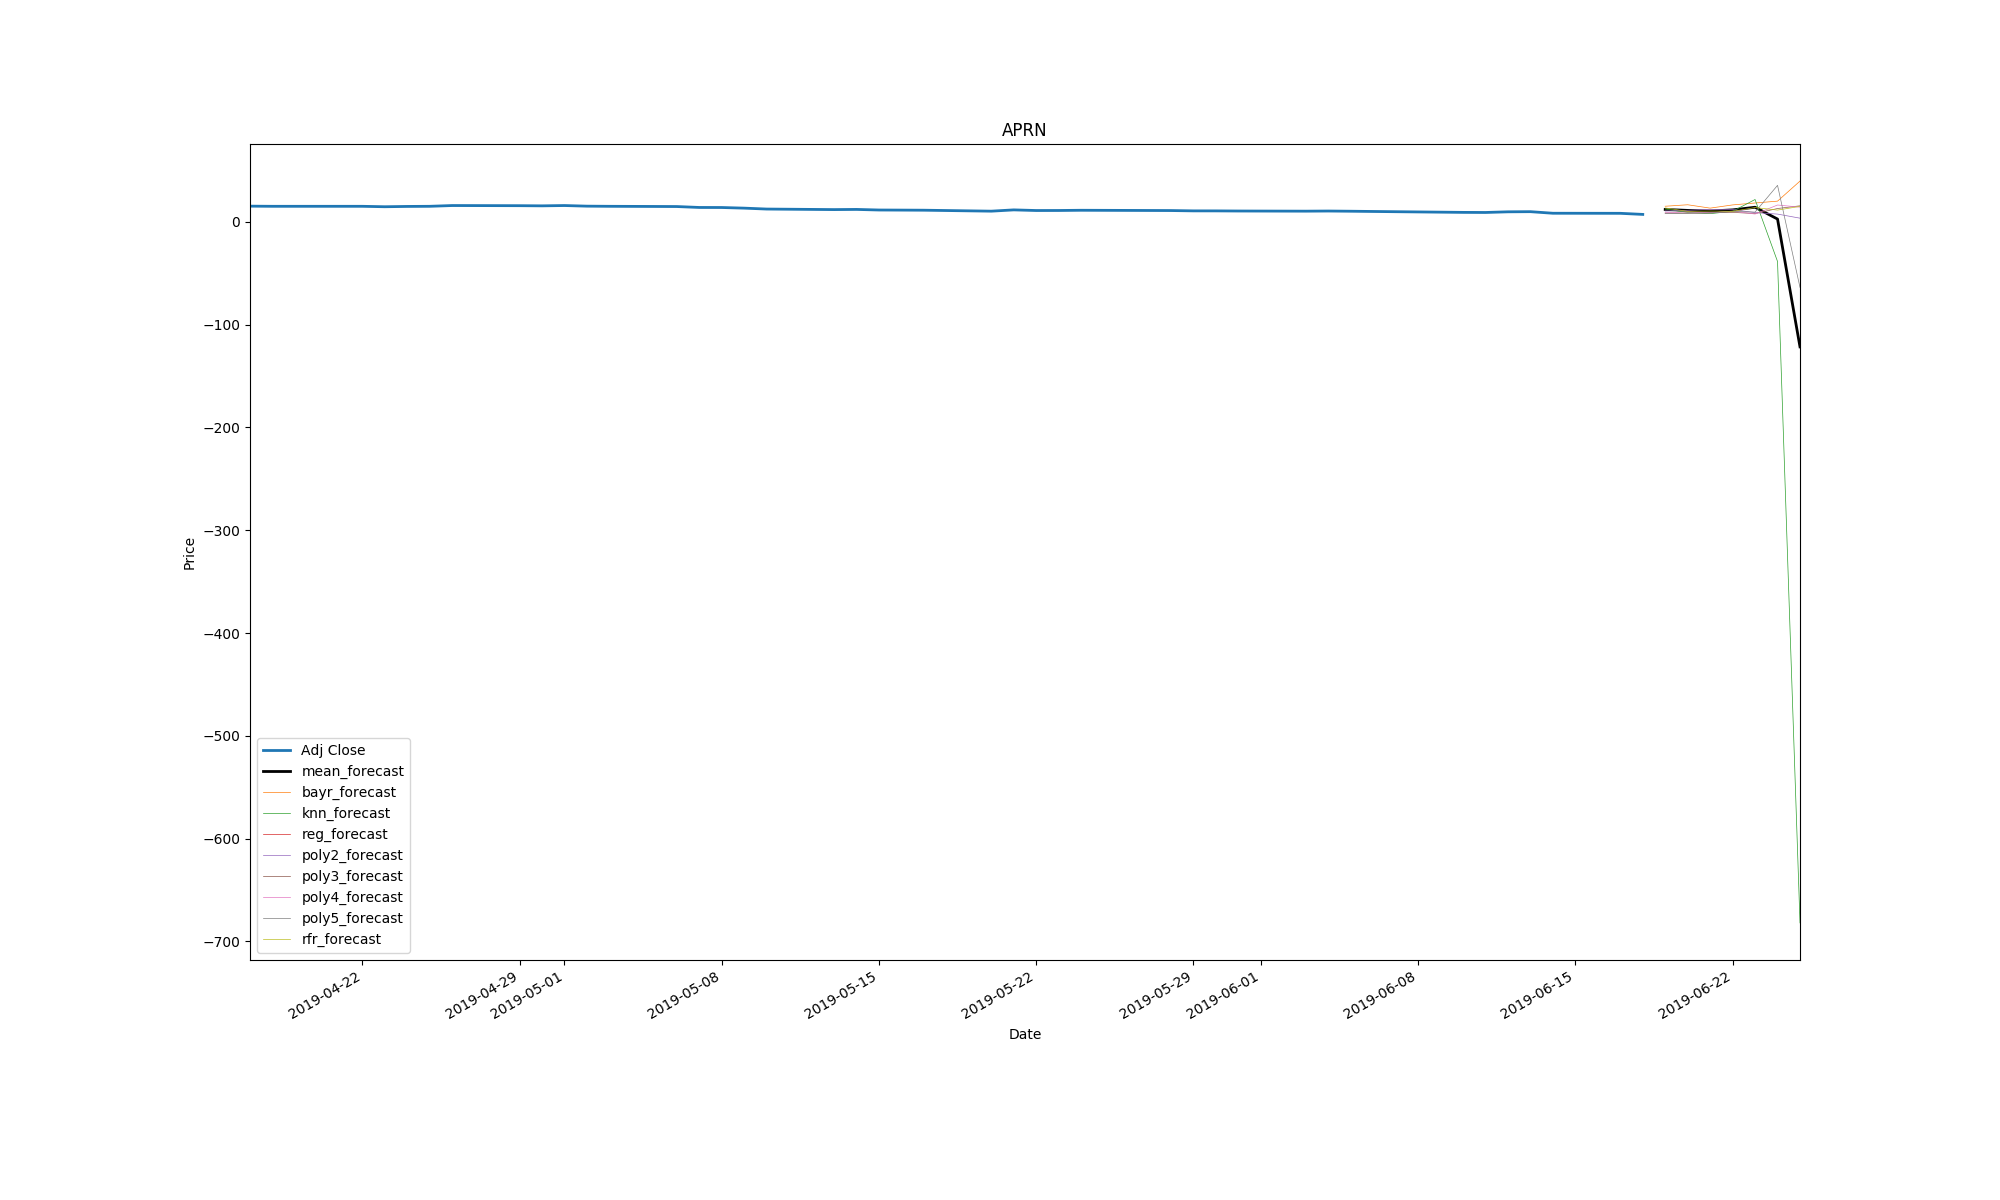 APRN
0
−100
−200
−300
−400
−500
−600
−700
Price
Adj Close
mean_forecast
bayr_forecast
knn_forecast
reg_forecast
poly2_forecast
poly3_forecast
poly4_forecast
poly5_forecast
rfr_forecast
2019-04-22
2019-04-29
2019-05-01
2019-05-08
2019-05-15
2019-05-22
2019-05-29
2019-06-01
2019-06-08
2019-06-15
2019-06-22
Date